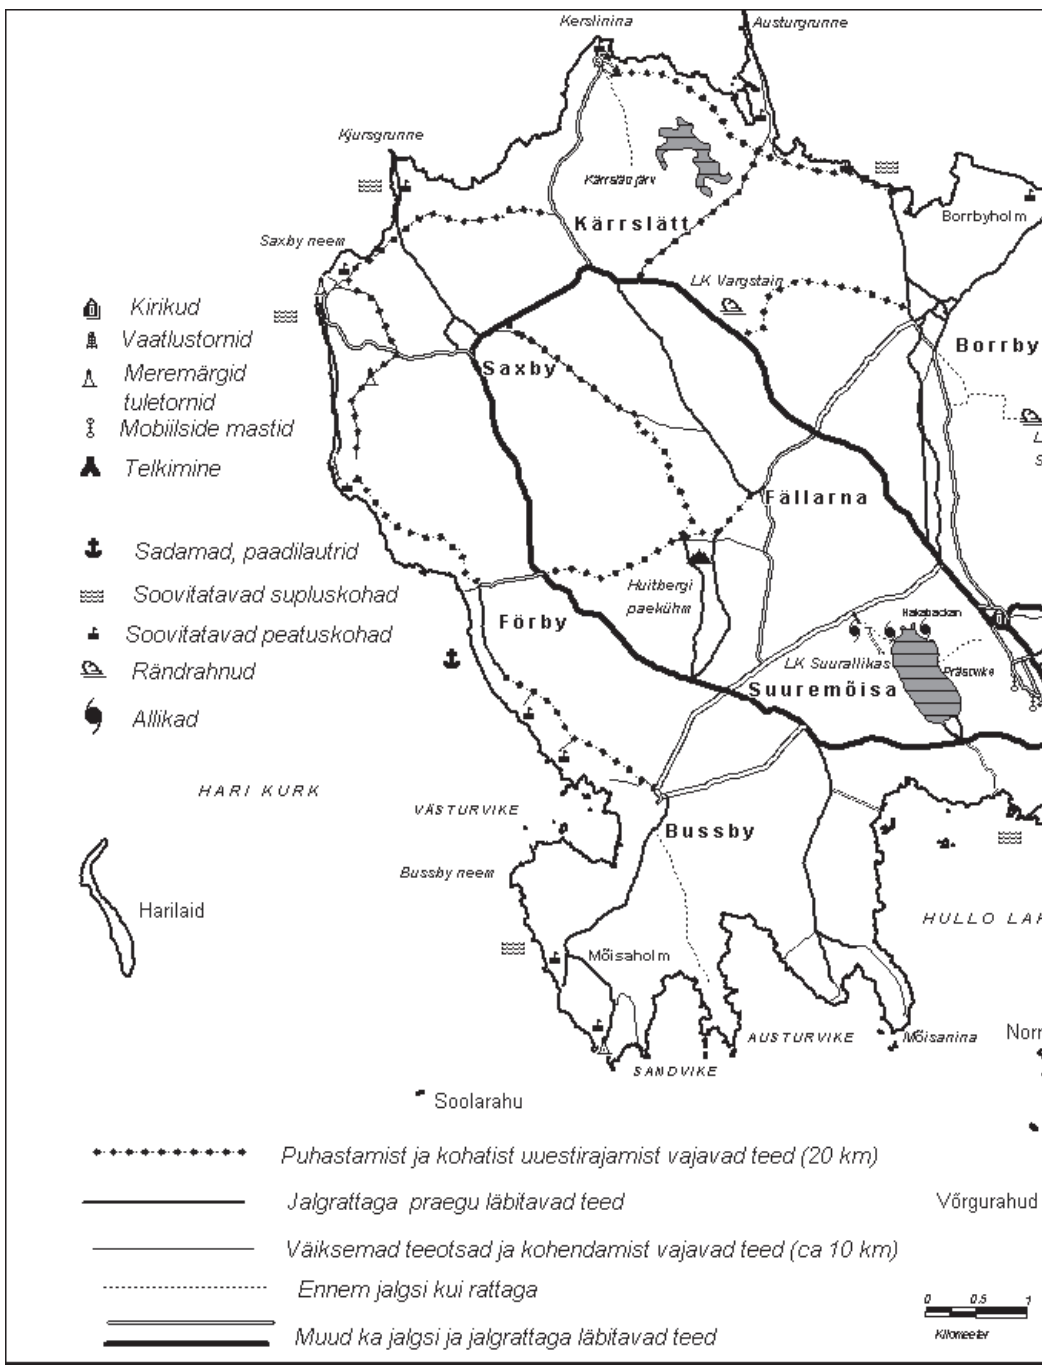 Kerslinina
Austurgrunne
Kjursgrunne
Kärrslätt järv
Borrbyholm
Kärrslätt
Saxby neem
LK Vargstain
Kirikud
Vaatlustornid
Borrby
Meremärgid
tuletornid
Saxby
Mobiilside mastid
Telkimine
Fällarna
Sadamad, paadilautrid
Huitbergi
paekühm
Soovitatavad supluskohad
Hakabackan
Förby
Soovitatavad peatuskohad
LK Suurallikas
Rändrahnud
Prästvike
Suuremõisa
Allikad
HARI KURK
VÄSTURVIKE
Bussby
Bussby neem
Harilaid
HULLO LAH
Mõisaholm
AUSTURVIKE
Mõisanina
Norr
SANDVIKE
Soolarahu
Puhastamist ja kohatist uuestirajamist vajavad teed (20 km)
Jalgrattaga praegu läbitavad teed
Võrgurahud
Väiksemad teeotsad ja kohendamist vajavad teed (ca 10 km)
Ennem jalgsi kui rattaga
0 0.5 1
Kilomeeter
Muud ka jalgsi ja jalgrattaga läbitavad teed